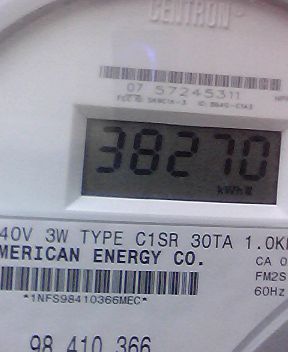 CENTRON®
07 57245311
38270
kWh
40V 3W TYPE C1SR 30TA 1.0K
MERICAN ENERGY CO.
CA 0
FM2S
60Hz
*1NFS98410366MEC*
98 410 366